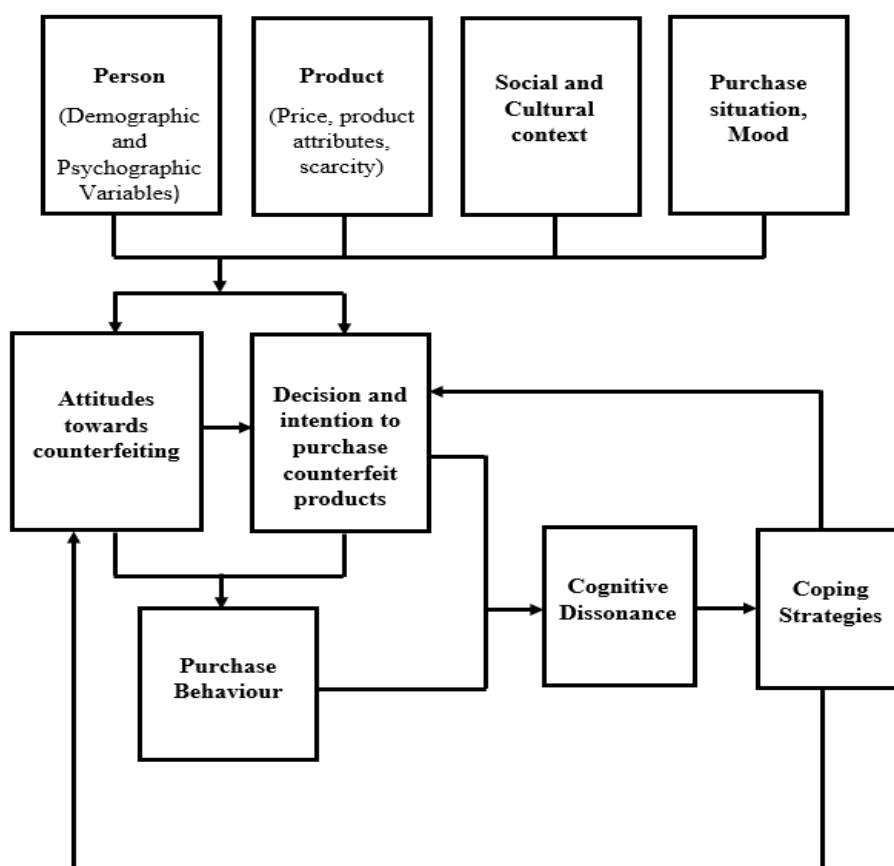 Person
(Demographic
and
Psychographic
Variables)
Product
(Price, product
attributes,
scarcity)
Social and
Cultural
context
Purchase
situation,
Mood
Attitudes
towards
counterfeiting
Decision and
intention to
purchase
counterfeit
products
Cognitive
Dissonance
Coping
Strategies
Purchase
Behaviour